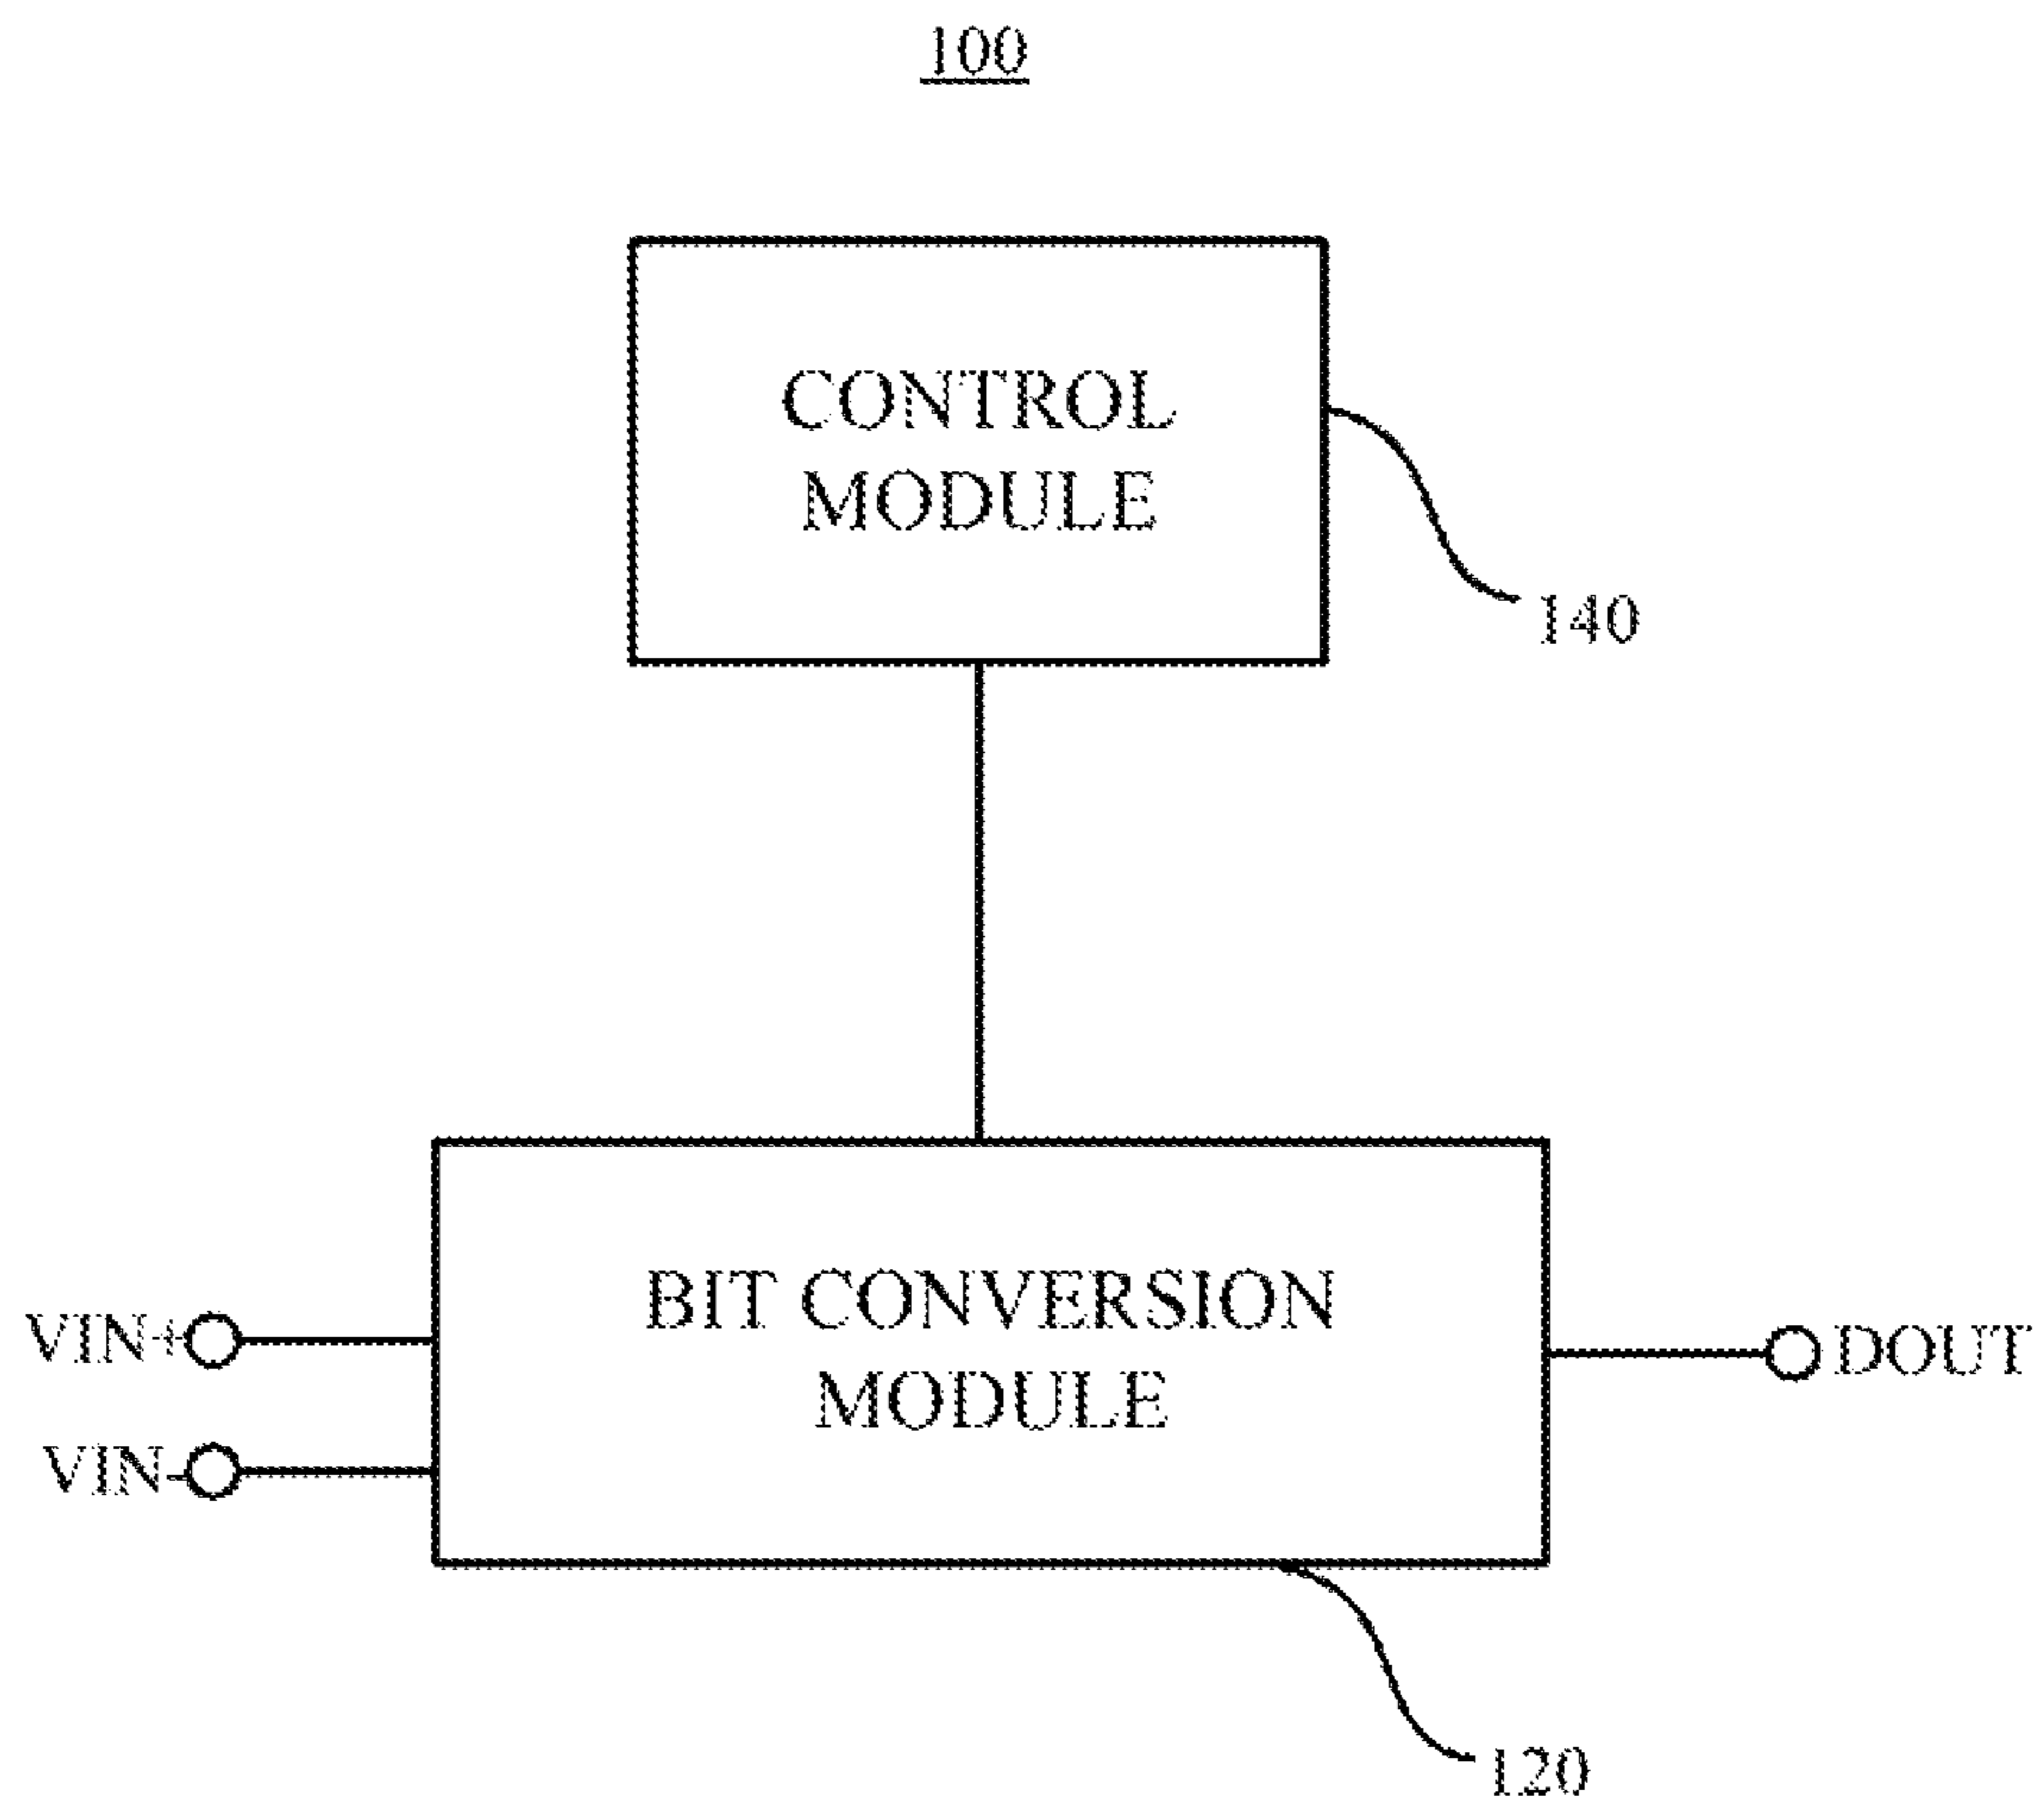 100
CONTROL
MODULE
140
BIT CONVERSION
MODULE
VIN+
VIN-
DOUT
120